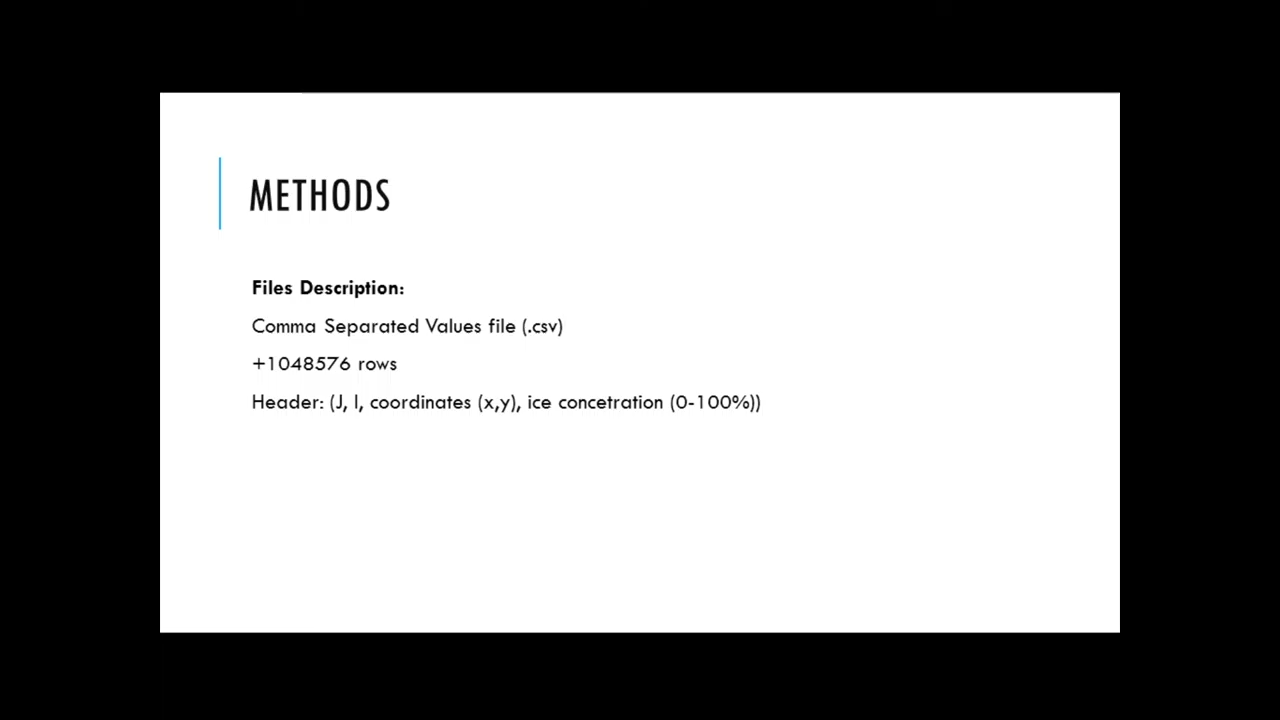 METHODS
Files Description:
Comma Separated Values file (.csv)
+1048576 rows
Header: (J, I, coordinates (x,y), ice concetration (0-100%))